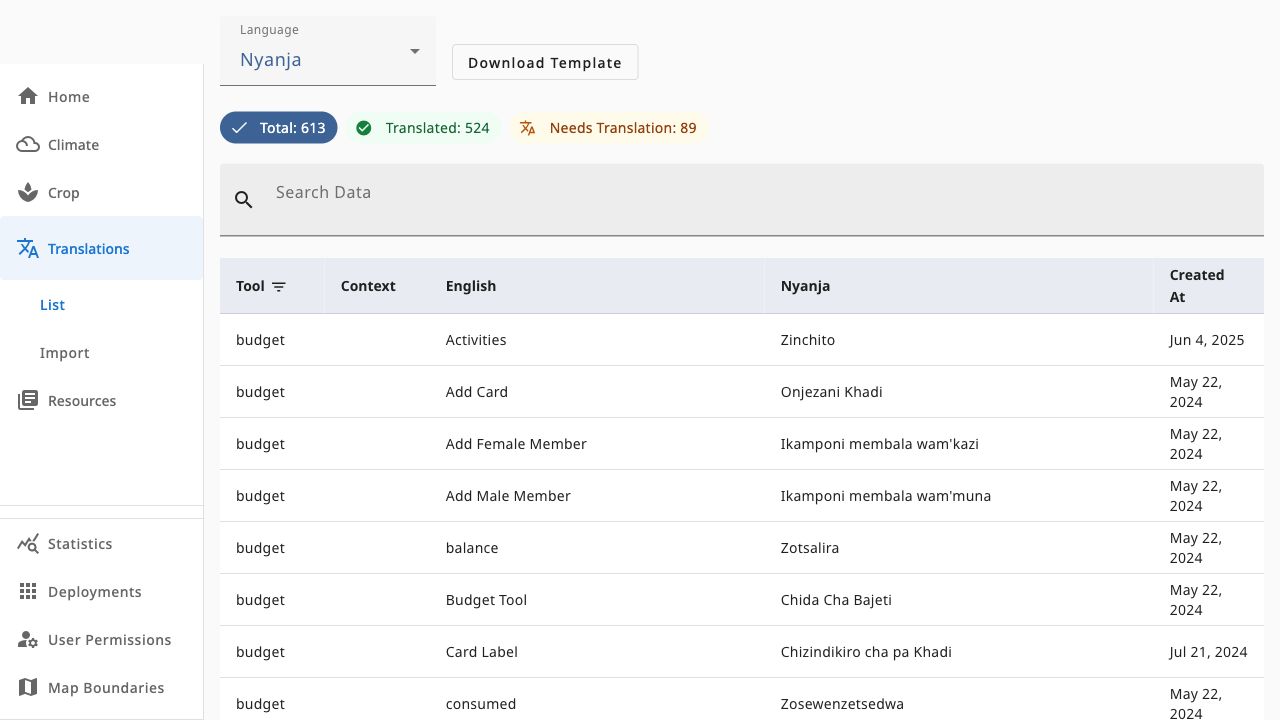 Language
Nyanja
Download Template
Home
Climate
Crop
Translations
List
Import
Resources
Statistics
Deployments
User Permissions
Map Boundaries
Total: 613
Translated: 524
Needs Translation: 89
Search Data
Tool
Context
English
Nyanja
Created
At
budget
Activities
Zinchito
Jun 4, 2025
budget
Add Card
Onjezani Khadi
May 22,
2024
budget
Add Female Member
Ikamponi membala wam'kazi
May 22,
2024
budget
Add Male Member
Ikamponi membala wam'muna
May 22,
2024
budget
balance
Zotsalira
May 22,
2024
budget
Budget Tool
Chida Cha Bajeti
May 22,
2024
budget
Card Label
Chizindikiro cha pa Khadi
Jul 21, 2024
budget
consumed
Zosewenzetsedwa
May 22,
2024